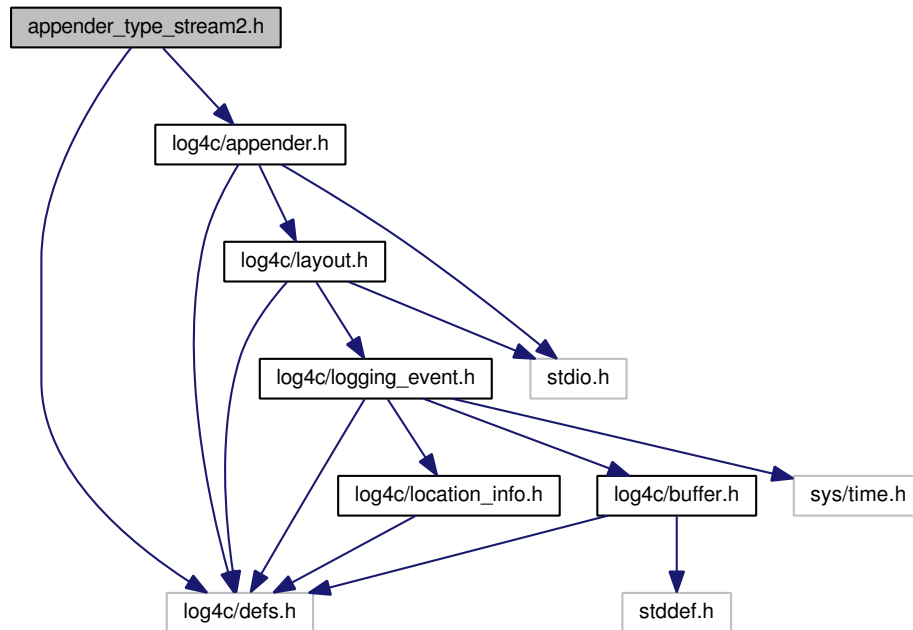 appender_type_stream2.h
log4c/appender.h
log4c/layout.h
log4c/logging_event.h
stdio.h
log4c/location_info.h
log4c/buffer.h
sys/time.h
log4c/defs.h
stddef.h